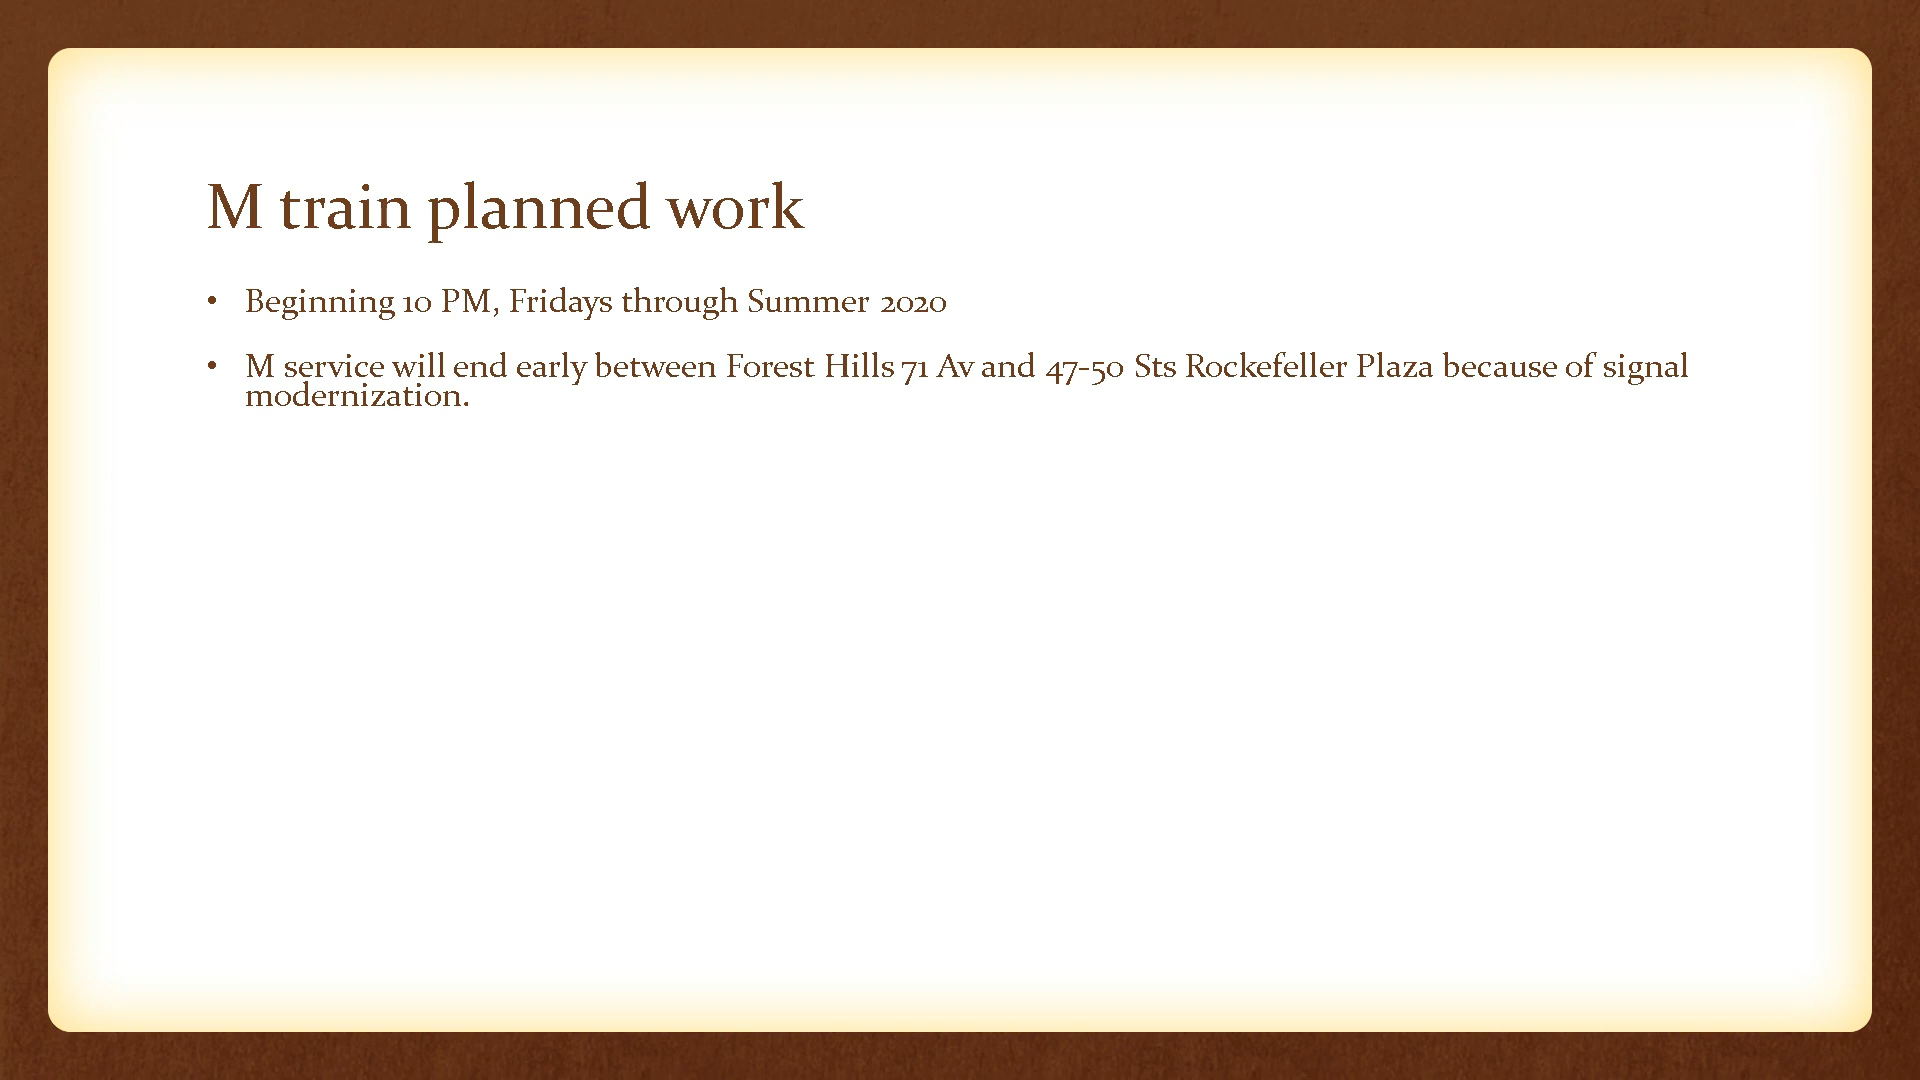 M train planned work
• Beginning 10 PM, Fridays through Summer 2020
• M service will end early between Forest Hills 71 Av and 47-50 Sts Rockefeller Plaza because of signal
modernization.